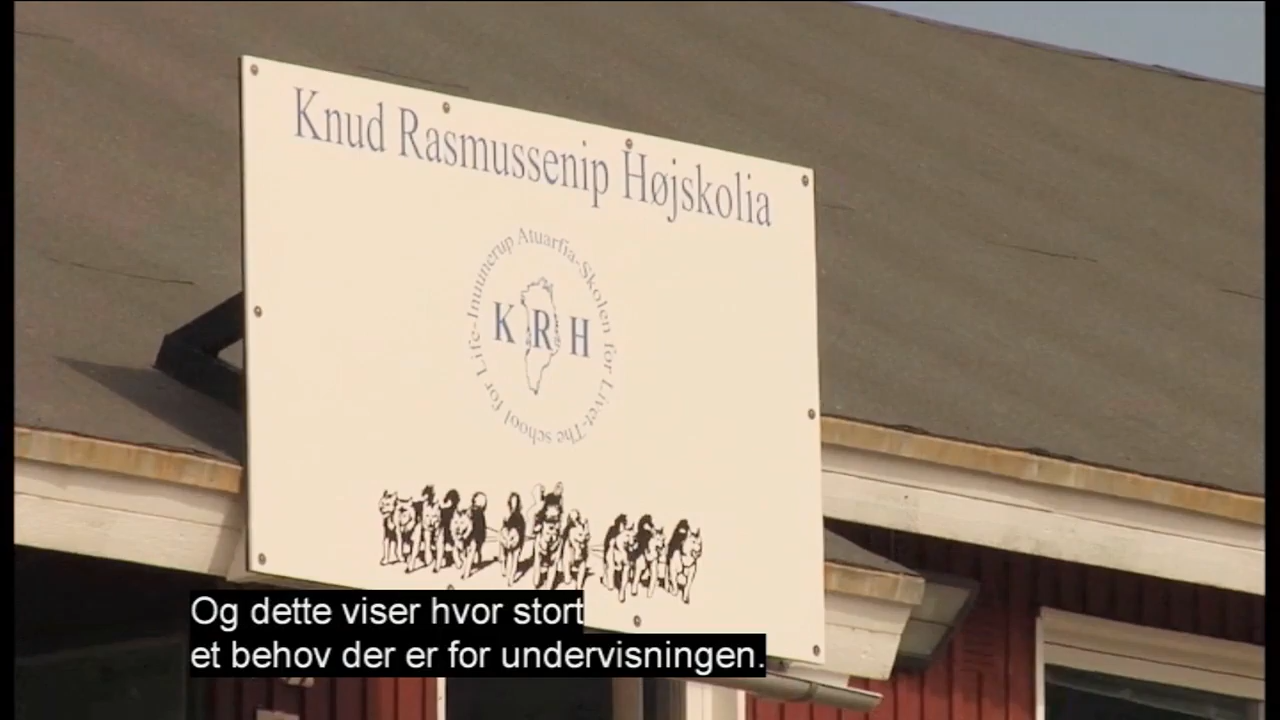 Knud Rasmussenip Højskolia
Inuunerup Atuarfia-Skolen for Livet-The school for Life-
K R H
Og dette viser hvor stort
et behov der er for undervisningen.